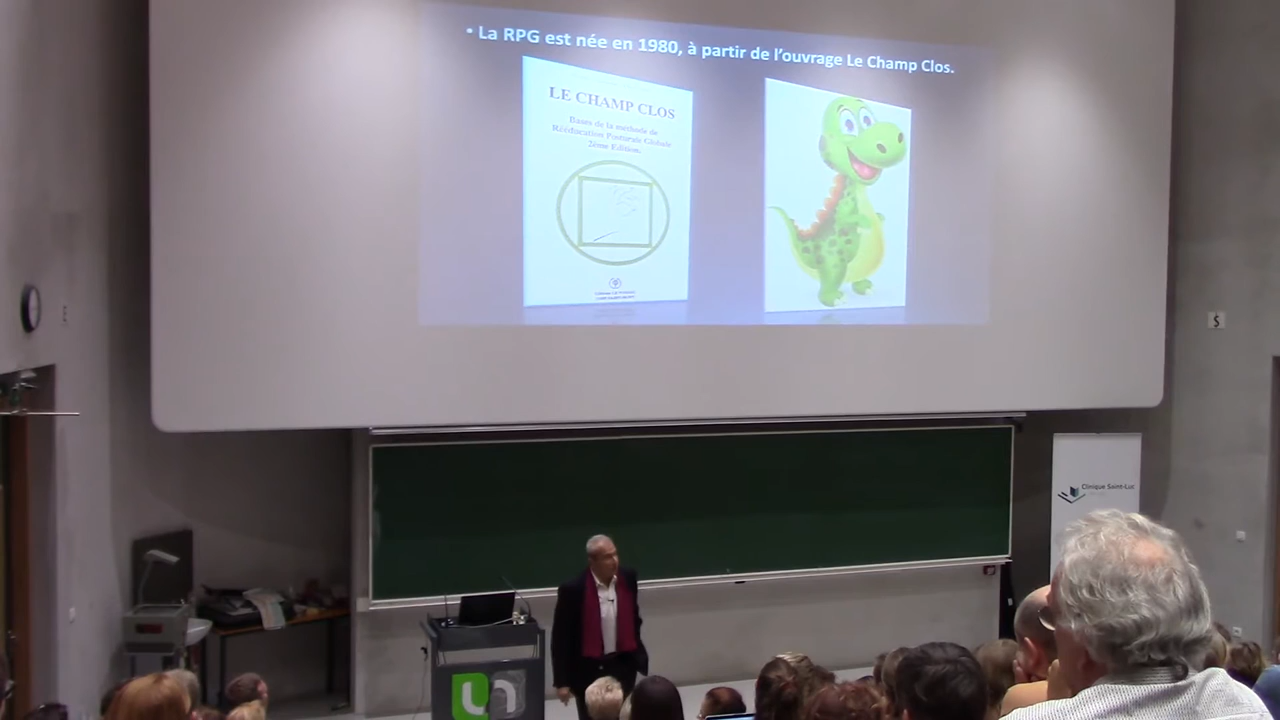 • La RPG est née en 1980, à partir de l'ouvrage Le Champ Clos.
LE CHAMP CLOS
Bases de la méthode de
Rééducation Posturale Globale
2ème Edition.
Clinique Saint-Luc
un